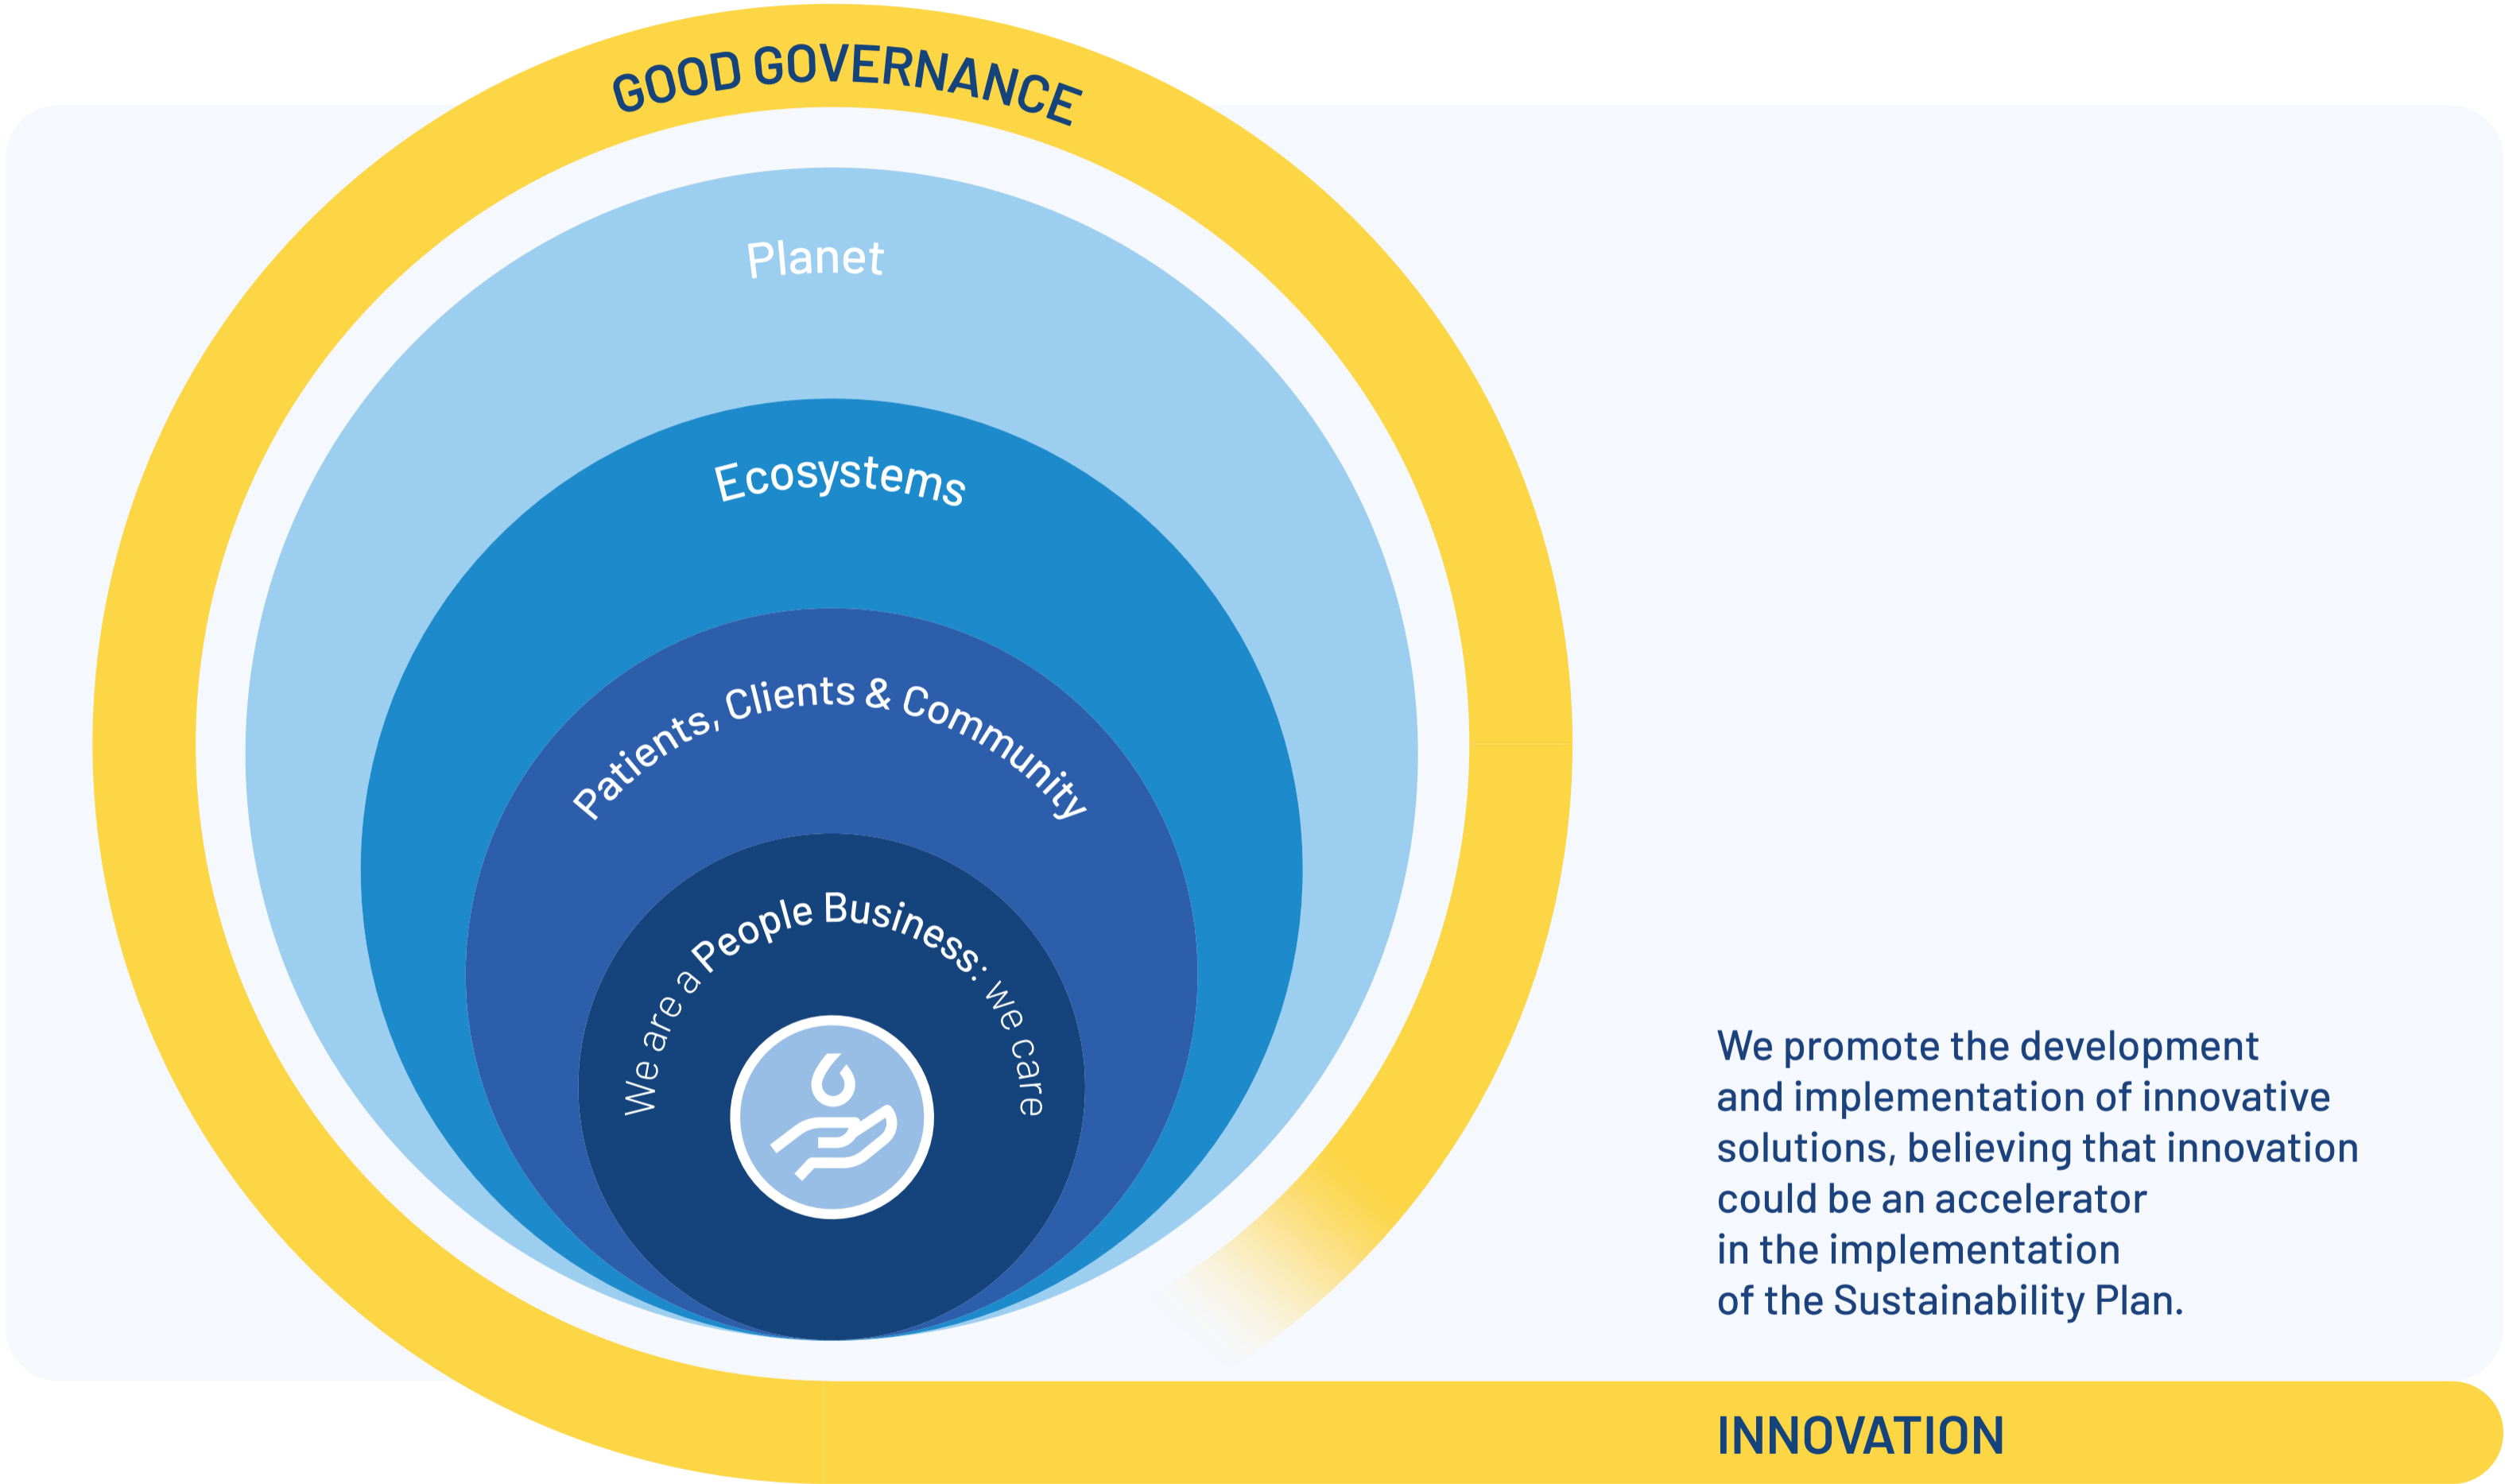 GOOD GOVERNANCE
Planet
Ecosystems
Patients, Clients & Community
We are a People Business: we care
We promote the development
and implementation of innovative
solutions, believing that innovation
could be an accelerator
in the implementation
of the Sustainability Plan.
INNOVATION